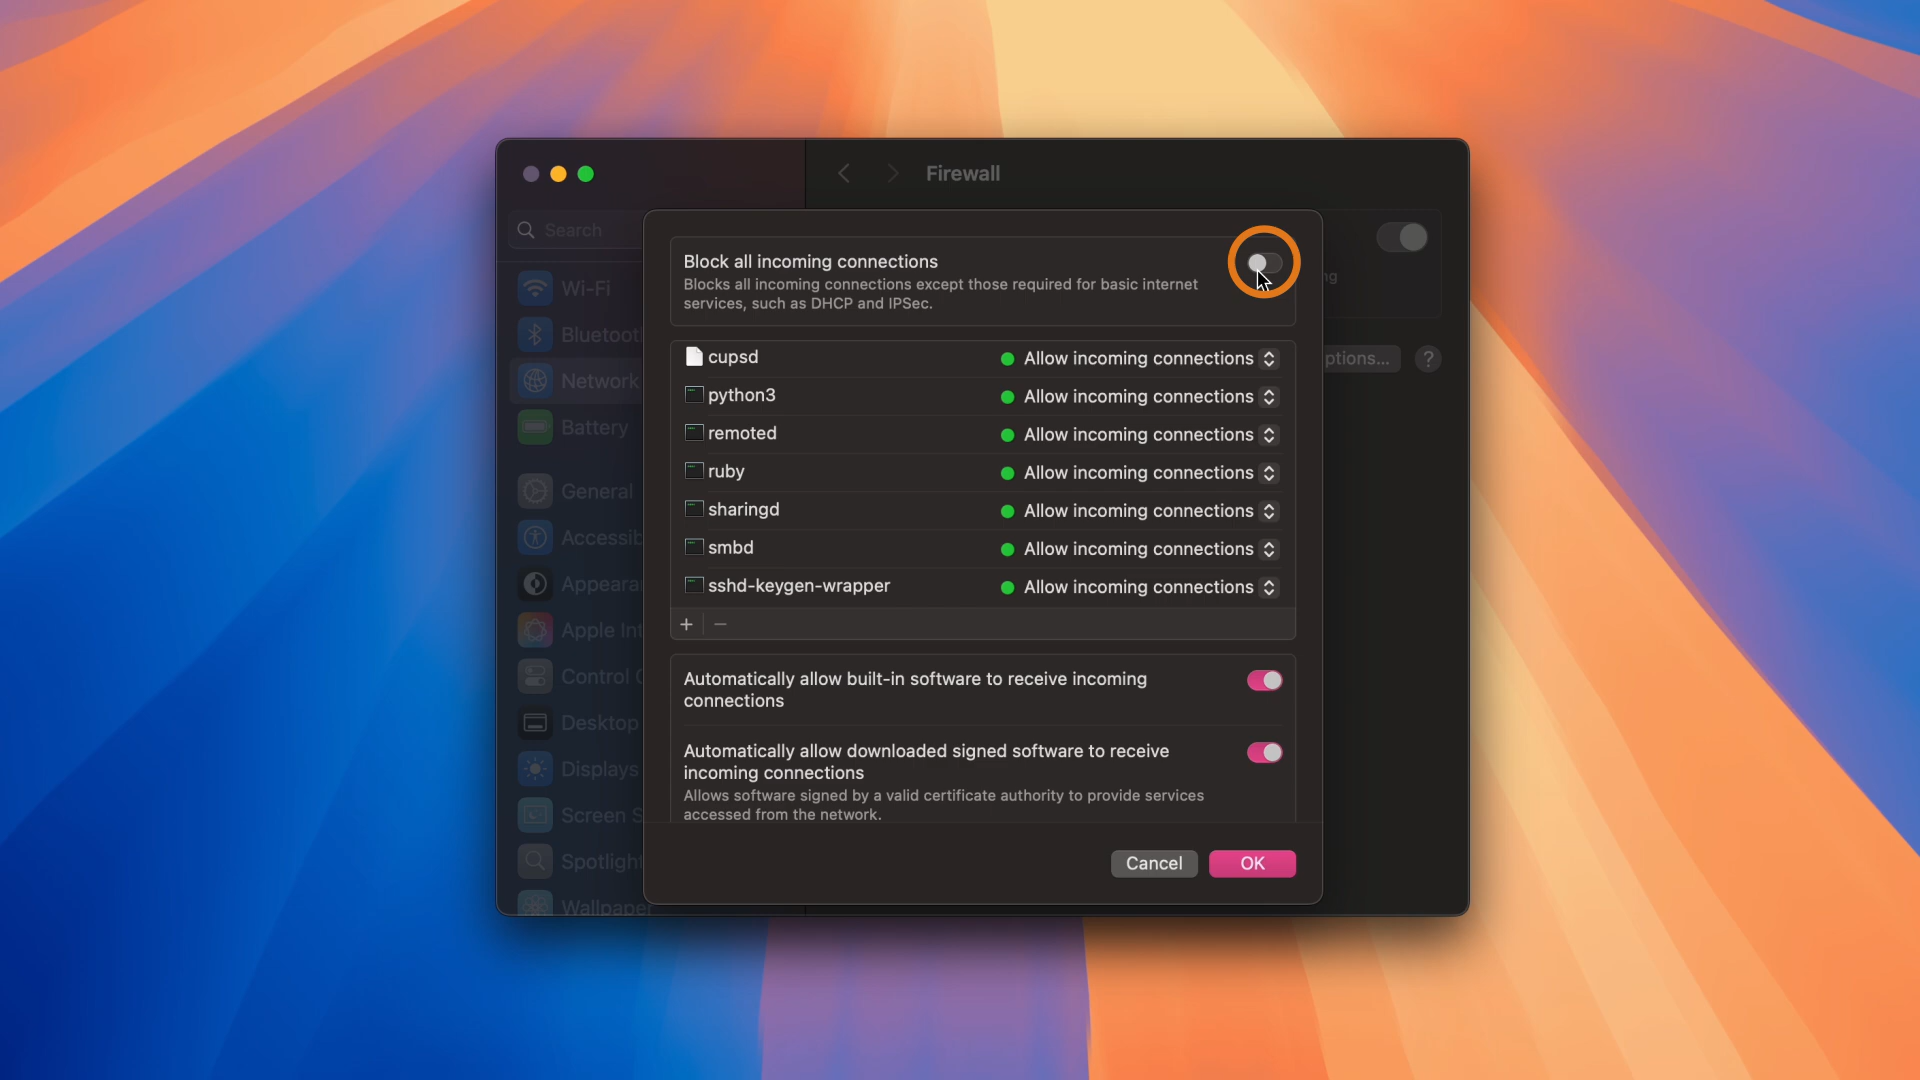 Firewall
Search
Wi-Fi
Bluetooth
Network
Battery
General
Accessib
Appeara
Apple Int
Control C
Desktop
Displays
Screen S
Spotlight
Wallpaper
Block all incoming connections
Blocks all incoming connections except those required for basic internet
services, such as DHCP and IPSec.
cupsd Allow incoming connections
python3 Allow incoming connections
remoted Allow incoming connections
ruby Allow incoming connections
sharingd Allow incoming connections
smbd Allow incoming connections
sshd-keygen-wrapper Allow incoming connections
+ −
Automatically allow built-in software to receive incoming
connections
Automatically allow downloaded signed software to receive
incoming connections
Allows software signed by a valid certificate authority to provide services
accessed from the network.
Cancel OK
ng
ptions... ?